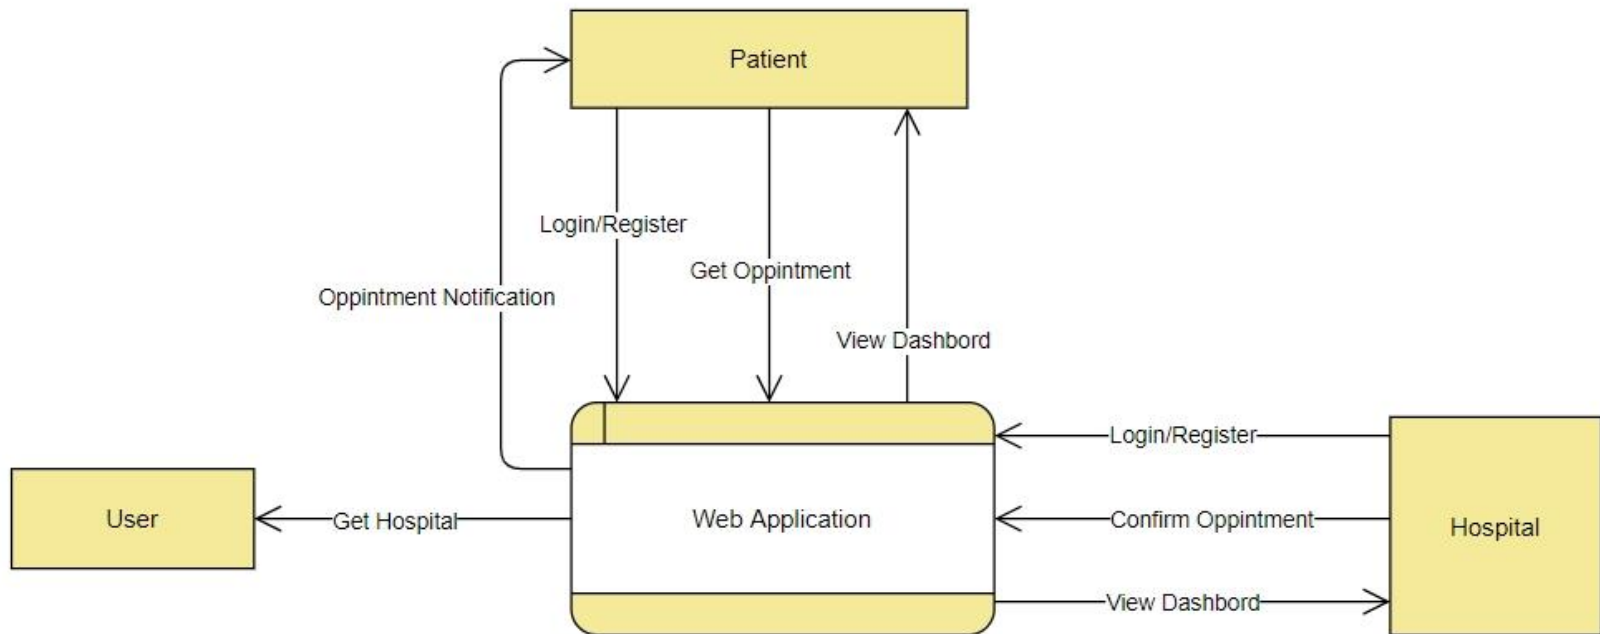 Patient
Login/Register
Get Oppintment
Oppintment Notification
View Dashbord
Login/Register
User
Get Hospital
Web Application
Confirm Oppintment
Hospital
View Dashbord